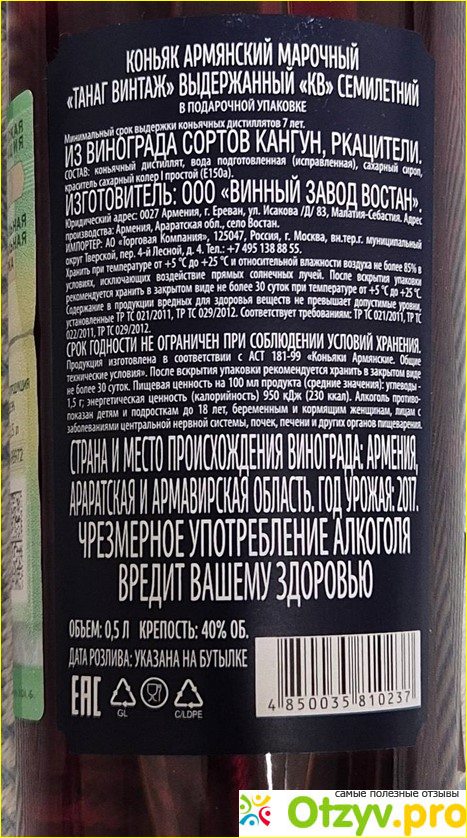 КОНЬЯК АРМЯНСКИЙ МАРОЧНЫЙ
«ТАНАГ ВИНТАЖ» ВЫДЕРЖАННЫЙ «КВ» СЕМИЛЕТНИЙ
В ПОДАРОЧНОЙ УПАКОВКЕ
Минимальный срок выдержки коньячных дистиллятов 7 лет.
ИЗ ВИНОГРАДА СОРТОВ КАНГУН, РКАЦИТЕЛИ.
СОСТАВ: коньячный дистиллят, вода подготовленная (исправленная), сахарный сироп,
краситель сахарный колер I простой (Е150а).
ИЗГОТОВИТЕЛЬ: ООО «ВИННЫЙ ЗАВОД ВОСТАН»
Юридический адрес: 0027 Армения, г. Ереван, ул. Исакова /Д/ 83, Малатия-Себастия. Адрес
производства: Армения, Араратская обл., село Востан.
ИМПОРТЕР: АО «Торговая Компания», 125047, Россия, г. Москва, вн.тер.г. муниципальный
округ Тверской, пер. 4-й Лесной, д. 4. Тел.: +7 495 138 88 55.
Хранить при температуре от +5 °С до +25 °С и относительной влажности воздуха не более 85% в
условиях, исключающих воздействие прямых солнечных лучей. После вскрытия упаковки
рекомендуется хранить в закрытом виде не более 30 суток при температуре от +5 °С до +25 °С.
Содержание в продукции вредных для здоровья веществ не превышает допустимые уровни
установленные ТР ТС 021/2011, ТР ТС 029/2012. Соответствует требованиям: ТР ТС 021/2011, ТР
ТС 022/2011, ТР ТС 029/2012.
СРОК ГОДНОСТИ НЕ ОГРАНИЧЕН ПРИ СОБЛЮДЕНИИ УСЛОВИЙ ХРАНЕНИЯ.
Продукция изготовлена в соответствии с АСТ 181-99 «Коньяки Армянские. Общие
технические условия». После вскрытия упаковки рекомендуется хранить в закрытом виде
не более 30 суток. Пищевая ценность на 100 мл продукта (средние значения): углеводы-
1,5 г; энергетическая ценность (калорийность) 950 кДж (230 ккал). Алкоголь противо-
показан детям и подросткам до 18 лет, беременным и кормящим женщинам, лицам с
заболеваниями центральной нервной системы, почек, печени и других органов пищеварения.
СТРАНА И МЕСТО ПРОИСХОЖДЕНИЯ ВИНОГРАДА: АРМЕНИЯ,
АРАРАТСКАЯ И АРМАВИРСКАЯ ОБЛАСТЬ. ГОД УРОЖАЯ: 2017.
ЧРЕЗМЕРНОЕ УПОТРЕБЛЕНИЕ АЛКОГОЛЯ
ВРЕДИТ ВАШЕМУ ЗДОРОВЬЮ
ОБЪЕМ: 0,5 Л КРЕПОСТЬ: 40% ОБ.
ДАТА РОЗЛИВА: УКАЗАНА НА БУТЫЛКЕ
EAC
GL
C/LDPE
4 850035 810237
самые полезные отзывы
Otzyv.pro